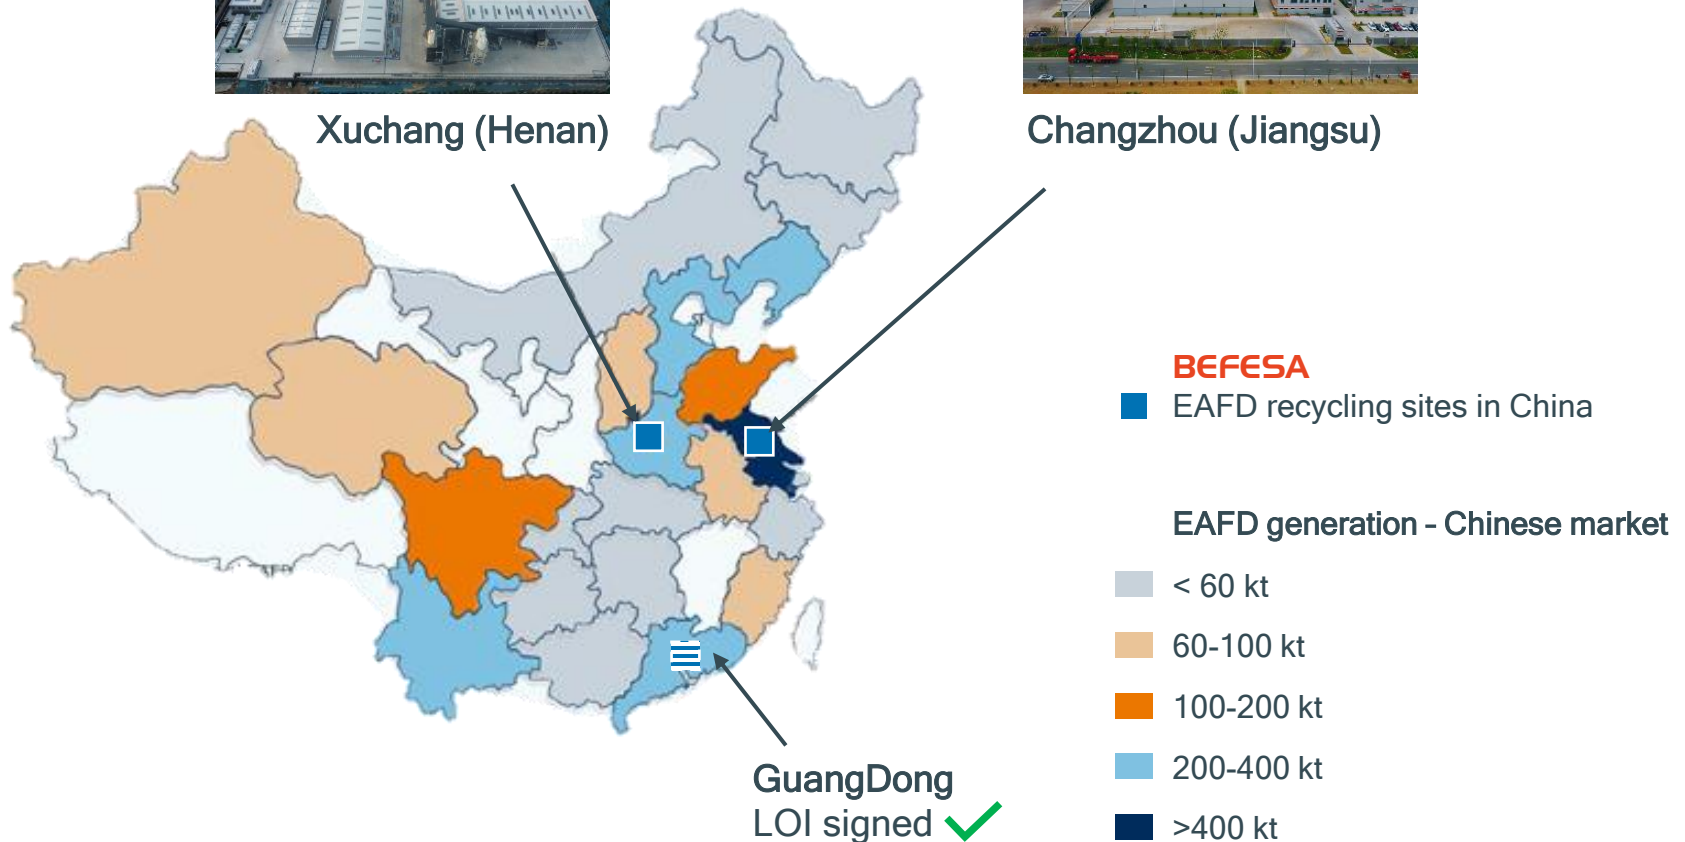 Xuchang (Henan)
Changzhou (Jiangsu)
BEFESA
EAFD recycling sites in China
EAFD generation - Chinese market
< 60 kt
60-100 kt
100-200 kt
200-400 kt
>400 kt
GuangDong
LOI signed